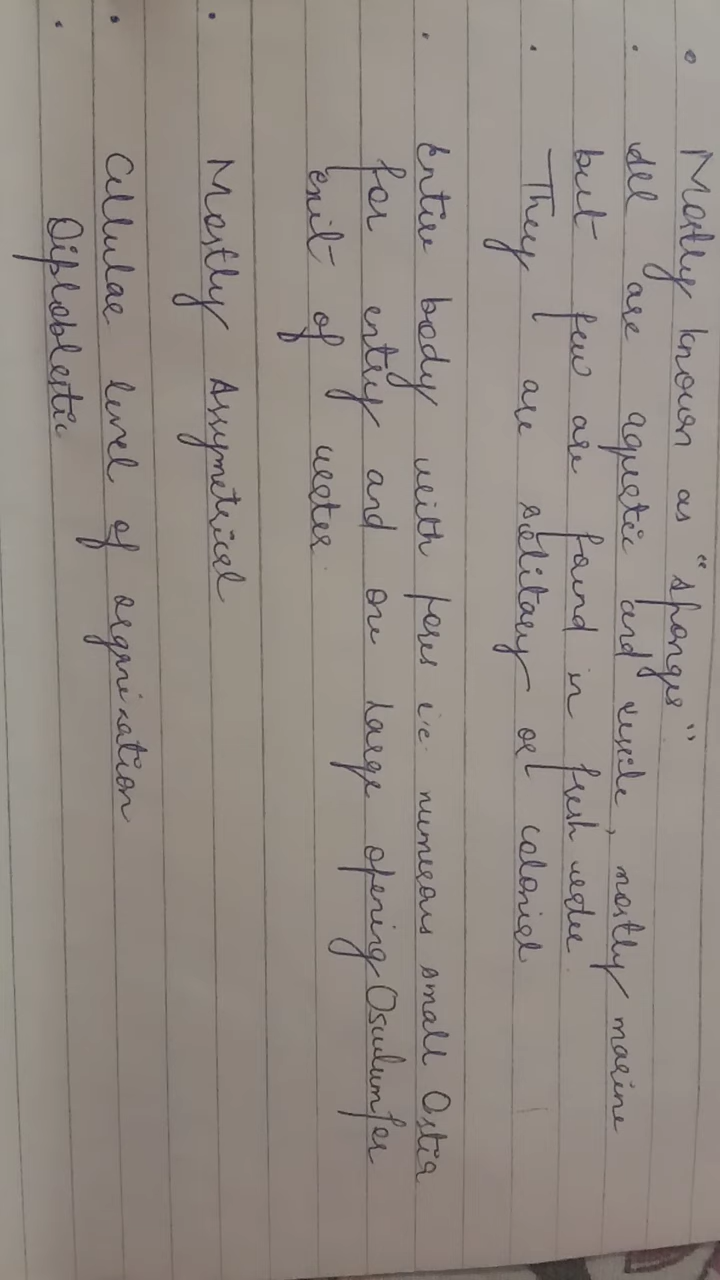 • Mostly known as "sponges"
• All are aquatic and sessile, mostly marine
but few are found in fresh water.
• They are solitary or colonial
• Entire body with pores i.e. numerous small Ostia
for entry and one large opening Osculum for
exit of water.
• Mostly Assymetrical
• Cellular level of organization
• Diploblastic